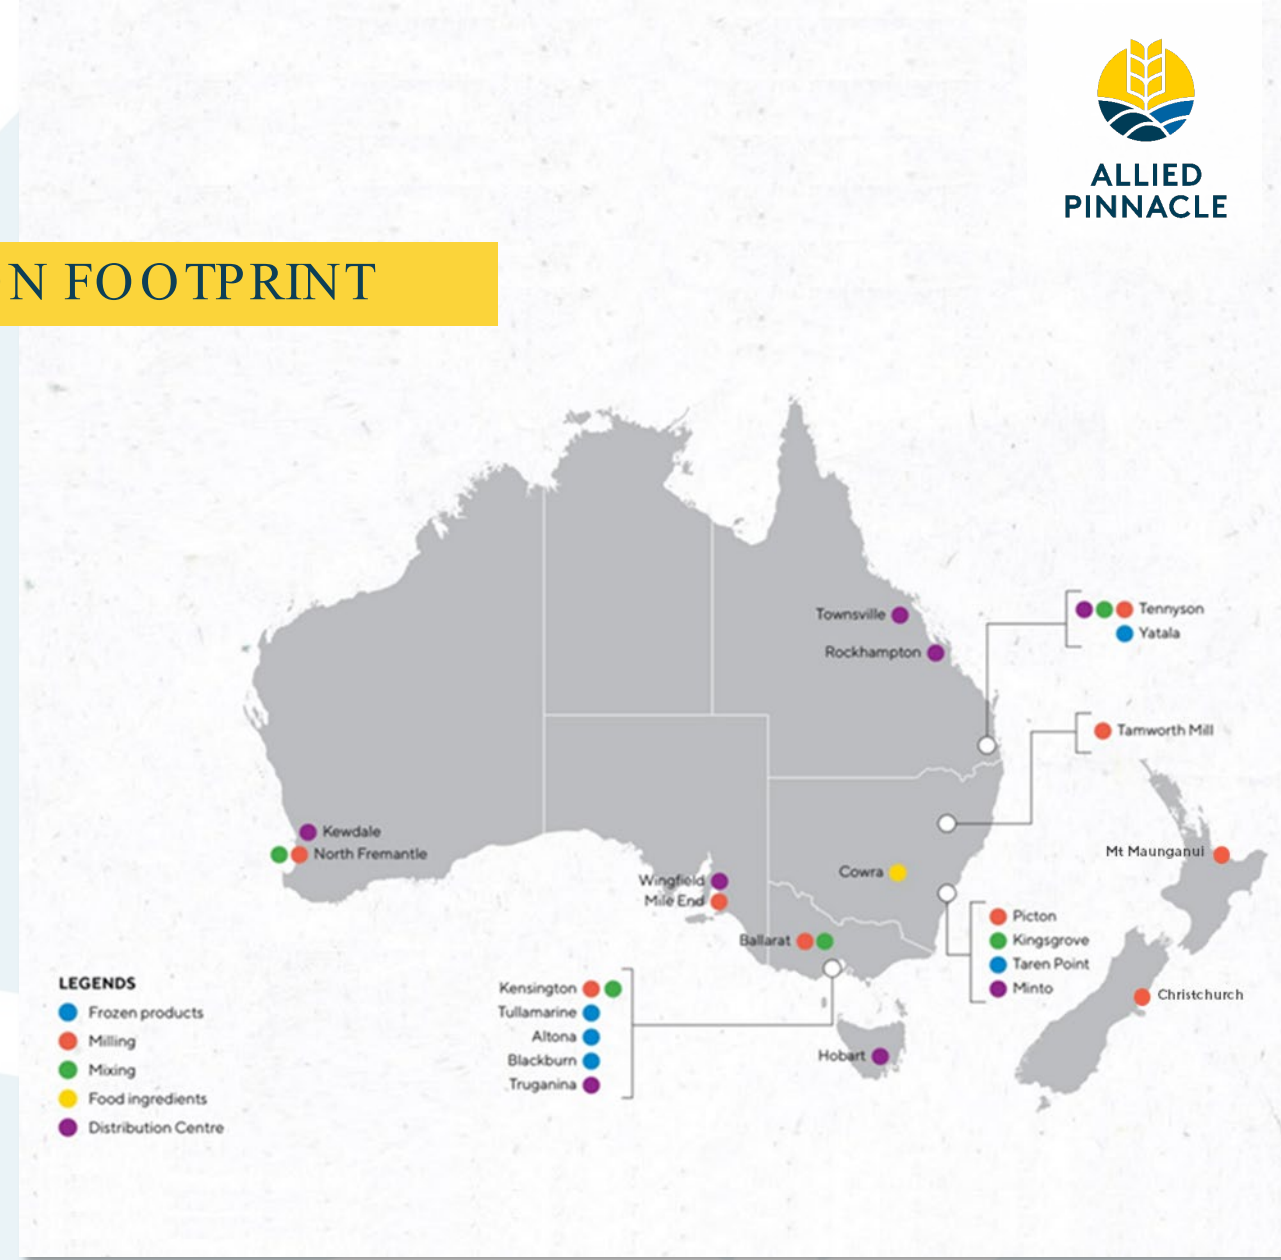 ALLIED
PINNACLE
N FOOTPRINT
Townsville
Rockhampton
Tennyson
Yatala
Tamworth Mill
Kewdale
North Fremantle
Mt Maunganui
Cowra
Wingfield
Mile End
Ballarat
Picton
Kingsgrove
Taren Point
Minto
Christchurch
Kensington
Tullamarine
Altona
Blackburn
Truganina
Hobart
LEGENDS
Frozen products
Milling
Mixing
Food ingredients
Distribution Centre